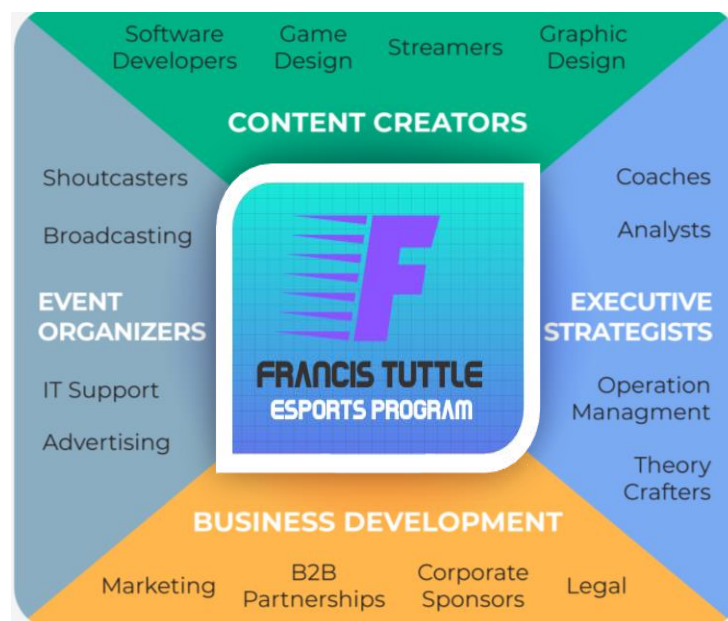 Software Developers
Game Design
Streamers
Graphic Design
CONTENT CREATORS
Shoutcasters
Broadcasting
EVENT
ORGANIZERS
IT Support
Advertising
F
FRANCIS TUTTLE
ESPORTS PROGRAM
Coaches
Analysts
EXECUTIVE
STRATEGISTS
Operation
Managment
Theory
Crafters
BUSINESS DEVELOPMENT
Marketing
B2B
Partnerships
Corporate
Sponsors
Legal